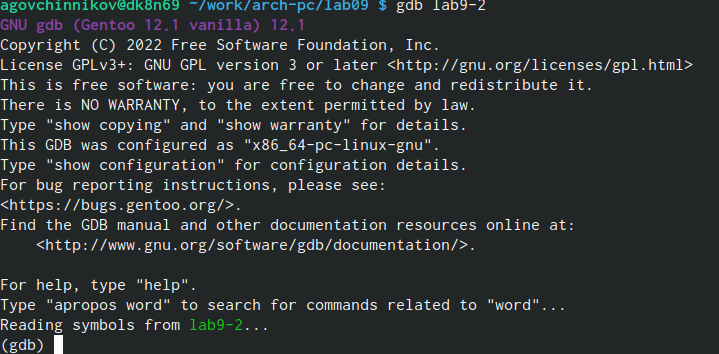 agovchinnikov@dk8n69 ~/work/arch-pc/lab09 $ gdb lab9-2
GNU gdb (Gentoo 12.1 vanilla) 12.1
Copyright (C) 2022 Free Software Foundation, Inc.
License GPLv3+: GNU GPL version 3 or later <http://gnu.org/licenses/gpl.html>
This is free software: you are free to change and redistribute it.
There is NO WARRANTY, to the extent permitted by law.
Type "show copying" and "show warranty" for details.
This GDB was configured as "x86_64-pc-linux-gnu".
Type "show configuration" for configuration details.
For bug reporting instructions, please see:
<https://bugs.gentoo.org/>.
Find the GDB manual and other documentation resources online at:
    <http://www.gnu.org/software/gdb/documentation/>.

For help, type "help".
Type "apropos word" to search for commands related to "word"...
Reading symbols from lab9-2...
(gdb)